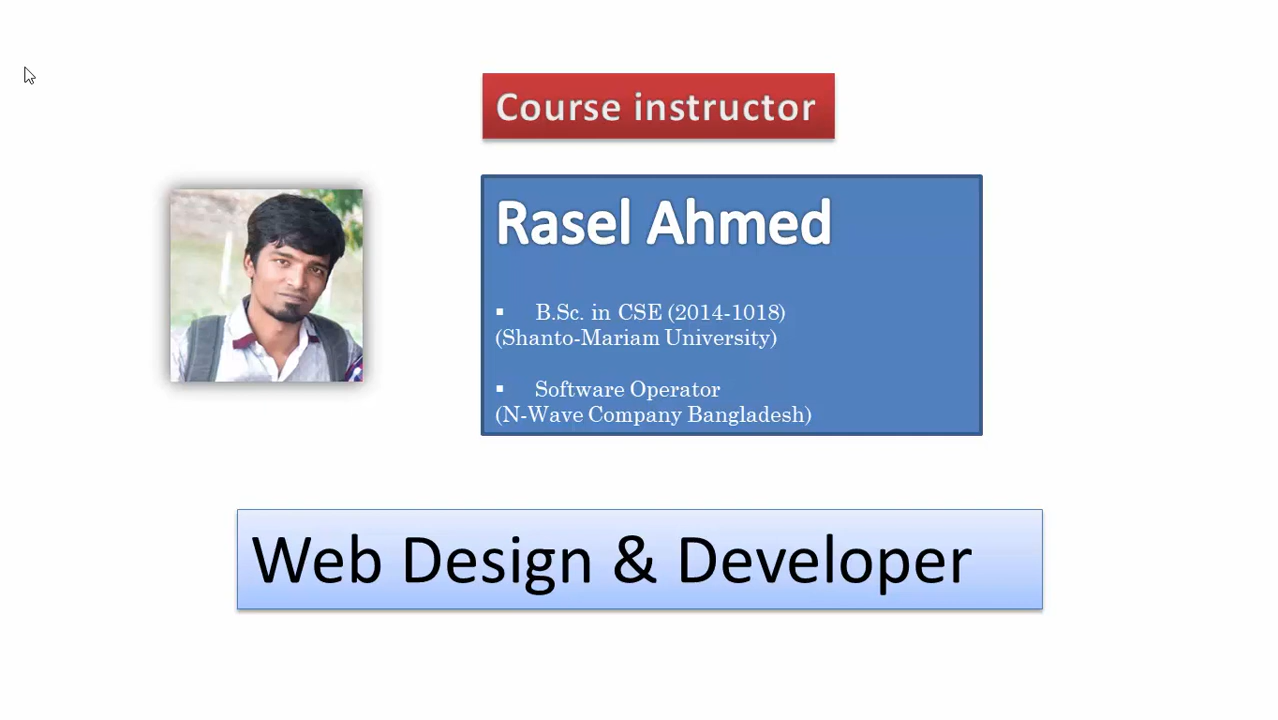 Course instructor
Rasel Ahmed
▪ B.Sc. in CSE (2014-1018)
(Shanto-Mariam University)
▪ Software Operator
(N-Wave Company Bangladesh)
Web Design & Developer